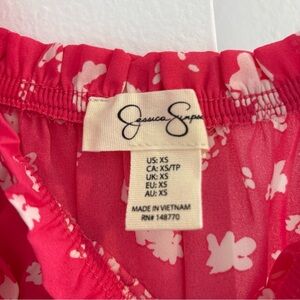 Jessica Simpson
US: XS
CA: XS/TP
UK: XS
EU: XS
AU: XS
MADE IN VIETNAM
RN# 148770